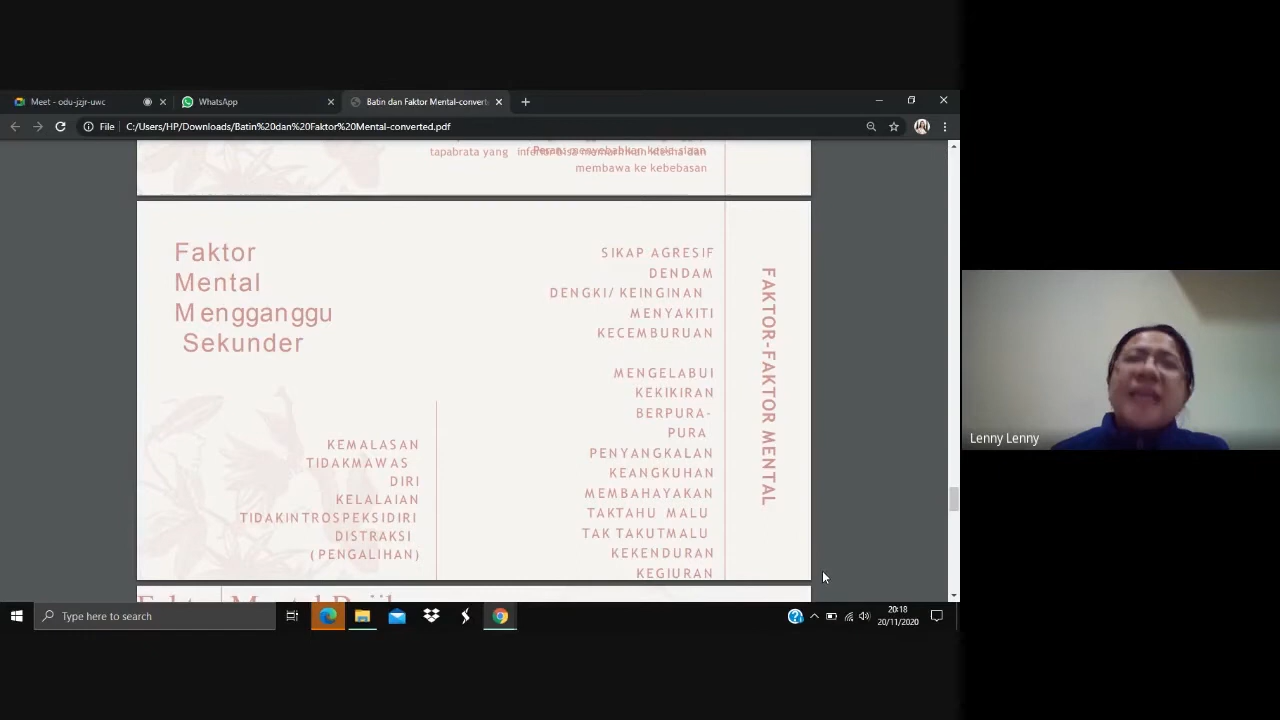 Meet - odu-jzjr-uwc
WhatsApp
Batin dan Faktor Mental-convert
File
C:/Users/HP/Downloads/Batin%20dan%20Faktor%20Mental-converted.pdf
tapabrata yang
membawa ke kebebasan
Faktor
Mental
Mengganggu
Sekunder
KEMALASAN
TIDAKMAWAS
DIRI
KELALAIAN
TIDAKINTROSPEKSIDIRI
DISTRAKSI
(PENGALIHAN)
SIKAP AGRESIF
DENDAM
DENGKI/ KEINGINAN
MENYAKITI
KECEMBURUAN
MENGELABUI
KEKIKIRAN
BERPURA-
PURA
PENYANGKALAN
KEANGKUHAN
MEMBAHAYAKAN
TAKTAHU MALU
TAK TAKUTMALU
KEKENDURAN
KEGIURAN
FAKTOR-FAKTOR MENTAL
Lenny Lenny
Type here to search
20:18
20/11/2020